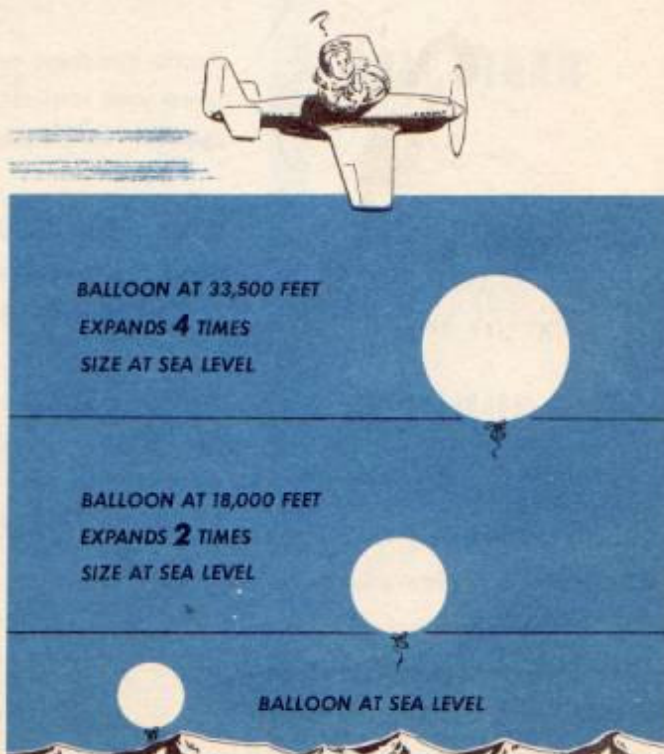 ?
BALLOON AT 33,500 FEET
EXPANDS 4 TIMES
SIZE AT SEA LEVEL
BALLOON AT 18,000 FEET
EXPANDS 2 TIMES
SIZE AT SEA LEVEL
BALLOON AT SEA LEVEL